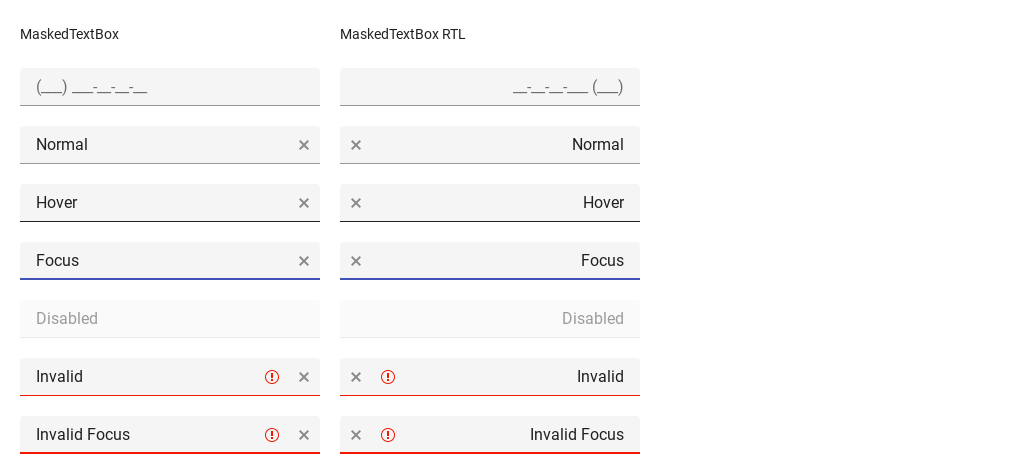 MaskedTextBox MaskedTextBox RTL
(___) ___-__-__-__ __-__-__-___ (___)
Normal Normal
Hover Hover
Focus Focus
Disabled Disabled
Invalid Invalid
Invalid Focus Invalid Focus